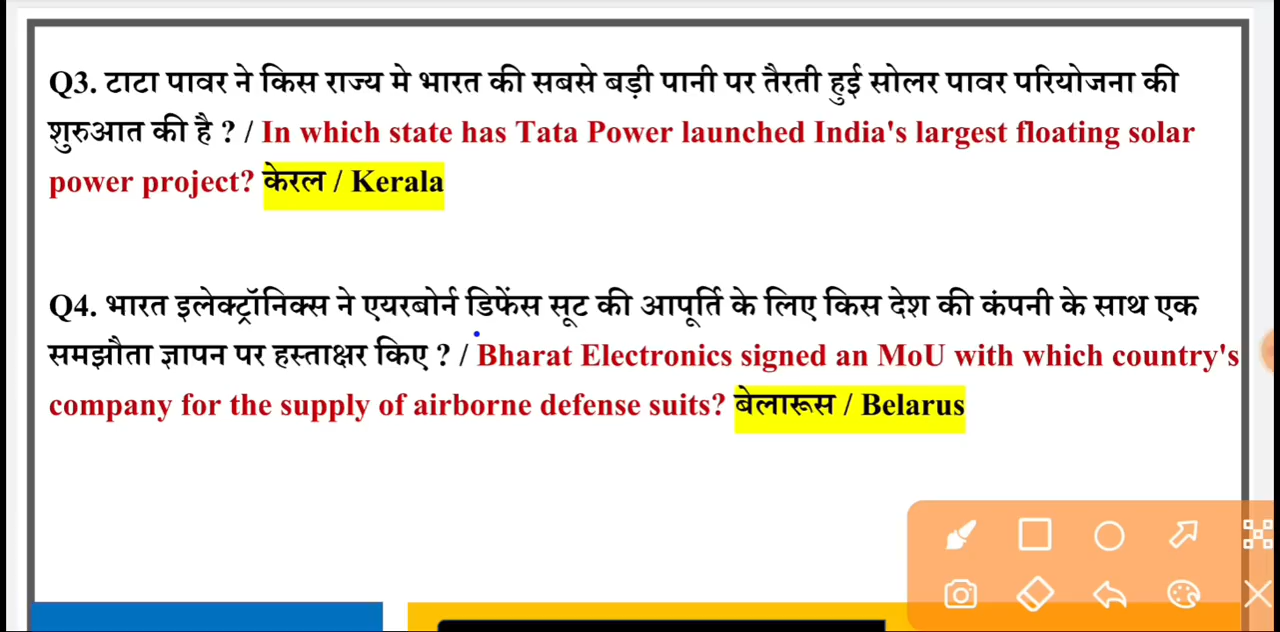 Q3. टाटा पावर ने किस राज्य मे भारत की सबसे बड़ी पानी पर तैरती हुई सोलर पावर परियोजना की
शुरुआत की है ? / In which state has Tata Power launched India's largest floating solar
power project? केरल / Kerala
Q4. भारत इलेक्ट्रॉनिक्स ने एयरबोर्न डिफेंस सूट की आपूर्ति के लिए किस देश की कंपनी के साथ एक
समझौता ज्ञापन पर हस्ताक्षर किए ? / Bharat Electronics signed an MoU with which country's
company for the supply of airborne defense suits? बेलारूस / Belarus